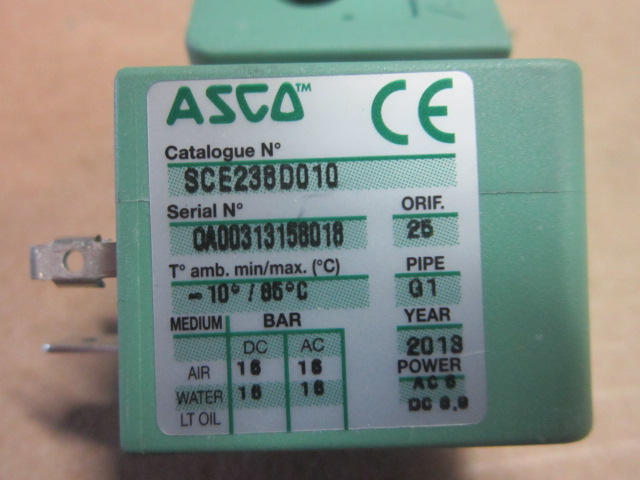 ASCO™ CE
Catalogue N°
SCE238D010
Serial N° ORIF.
0A00313158018 25
T° amb. min/max. (°C) PIPE
-10°/85°C G1
MEDIUM BAR YEAR
DC AC 2013
AIR 16 16 POWER
WATER 16 16 AC 6
LT OIL DC 6,9